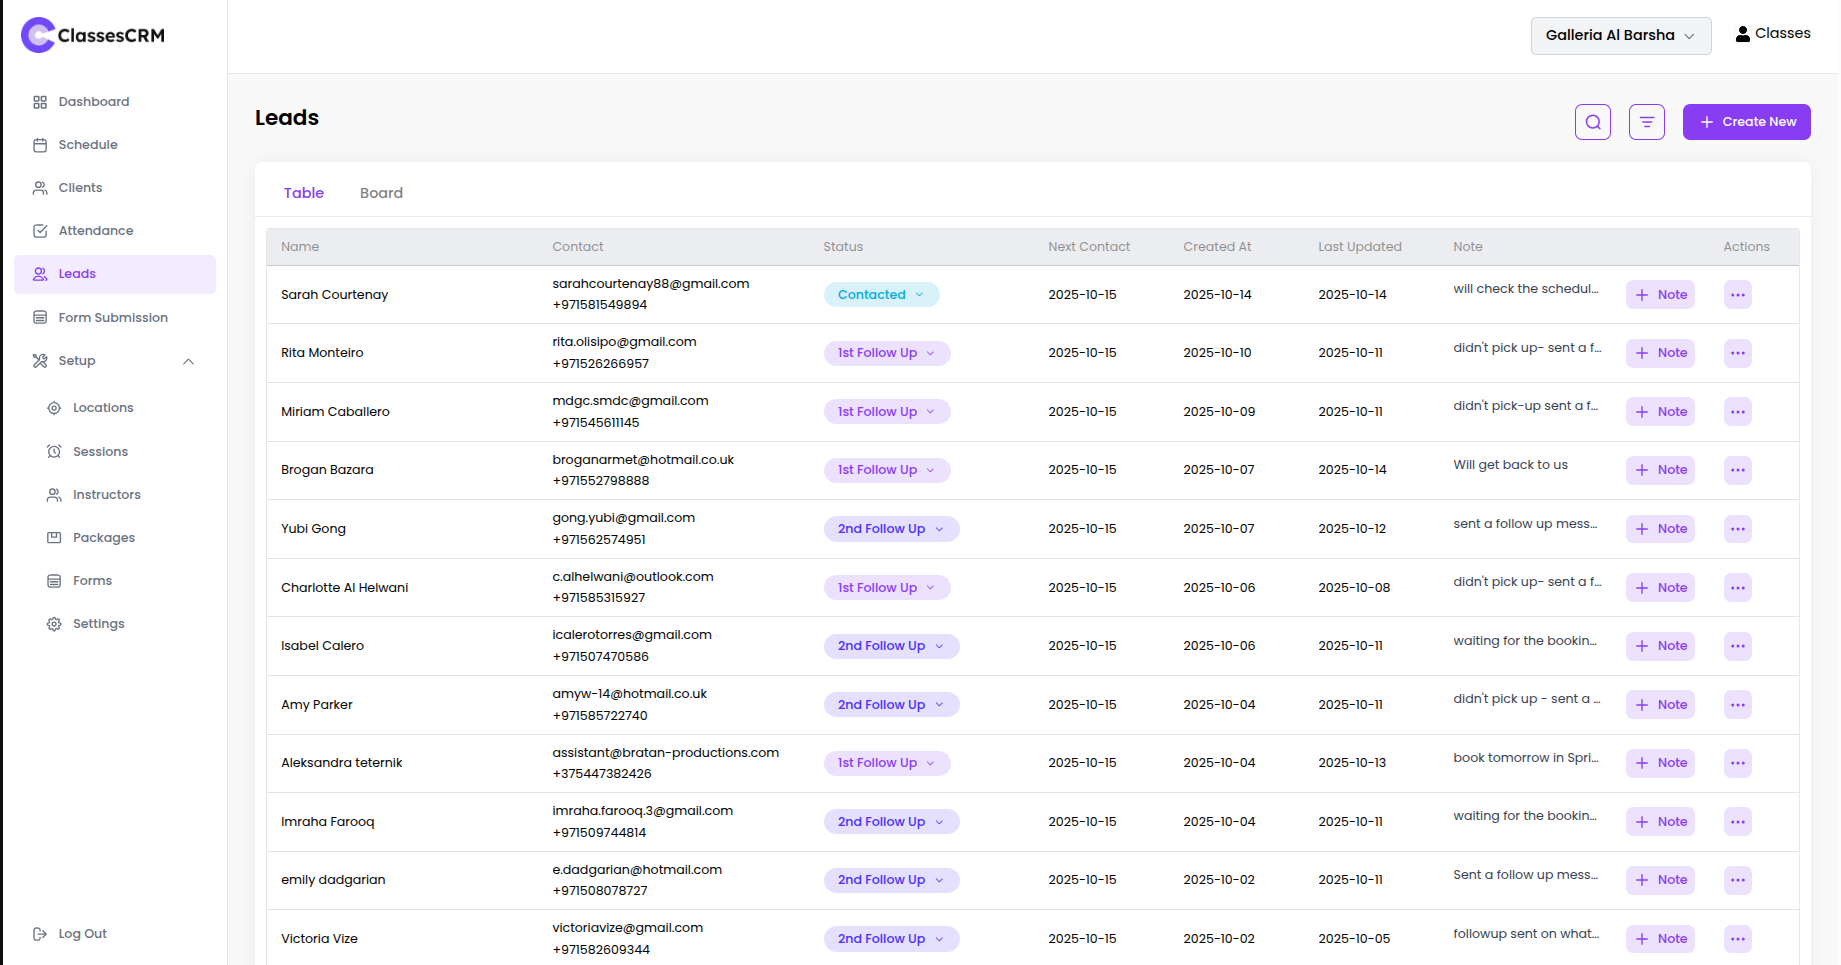 ClassesCRM
Galleria Al Barsha
Classes
Dashboard
Schedule
Clients
Attendance
Leads
Form Submission
Setup
Locations
Sessions
Instructors
Packages
Forms
Settings
Log Out
Leads
Create New
Table Board
Name Contact Status Next Contact Created At Last Updated Note Actions
Sarah Courtenay sarahcourtenay88@gmail.com Contacted 2025-10-15 2025-10-14 2025-10-14 will check the schedul... Note
+971581549894
Rita Monteiro rita.olisipo@gmail.com 1st Follow Up 2025-10-15 2025-10-10 2025-10-11 didn't pick up- sent a f... Note
+971526266957
Miriam Caballero mdgc.smdc@gmail.com 1st Follow Up 2025-10-15 2025-10-09 2025-10-11 didn't pick-up sent a f... Note
+971545611145
Brogan Bazara broganarmet@hotmail.co.uk 1st Follow Up 2025-10-15 2025-10-07 2025-10-14 Will get back to us Note
+971552798888
Yubi Gong gong.yubi@gmail.com 2nd Follow Up 2025-10-15 2025-10-07 2025-10-12 sent a follow up mess... Note
+971562574951
Charlotte Al Helwani c.alhelwani@outlook.com 1st Follow Up 2025-10-15 2025-10-06 2025-10-08 didn't pick up- sent a f... Note
+971585315927
Isabel Calero icalerotorres@gmail.com 2nd Follow Up 2025-10-15 2025-10-06 2025-10-11 waiting for the bookin... Note
+971507470586
Amy Parker amyw-14@hotmail.co.uk 2nd Follow Up 2025-10-15 2025-10-04 2025-10-11 didn't pick up - sent a ... Note
+971585722740
Aleksandra teternik assistant@bratan-productions.com 1st Follow Up 2025-10-15 2025-10-04 2025-10-13 book tomorrow in Spri... Note
+375447382426
Imraha Farooq imraha.farooq.3@gmail.com 2nd Follow Up 2025-10-15 2025-10-04 2025-10-11 waiting for the bookin... Note
+971509744814
emily dadgarian e.dadgarian@hotmail.com 2nd Follow Up 2025-10-15 2025-10-02 2025-10-11 Sent a follow up mess... Note
+971508078727
Victoria Vize victoriavize@gmail.com 2nd Follow Up 2025-10-15 2025-10-02 2025-10-05 followup sent on what... Note
+971582609344